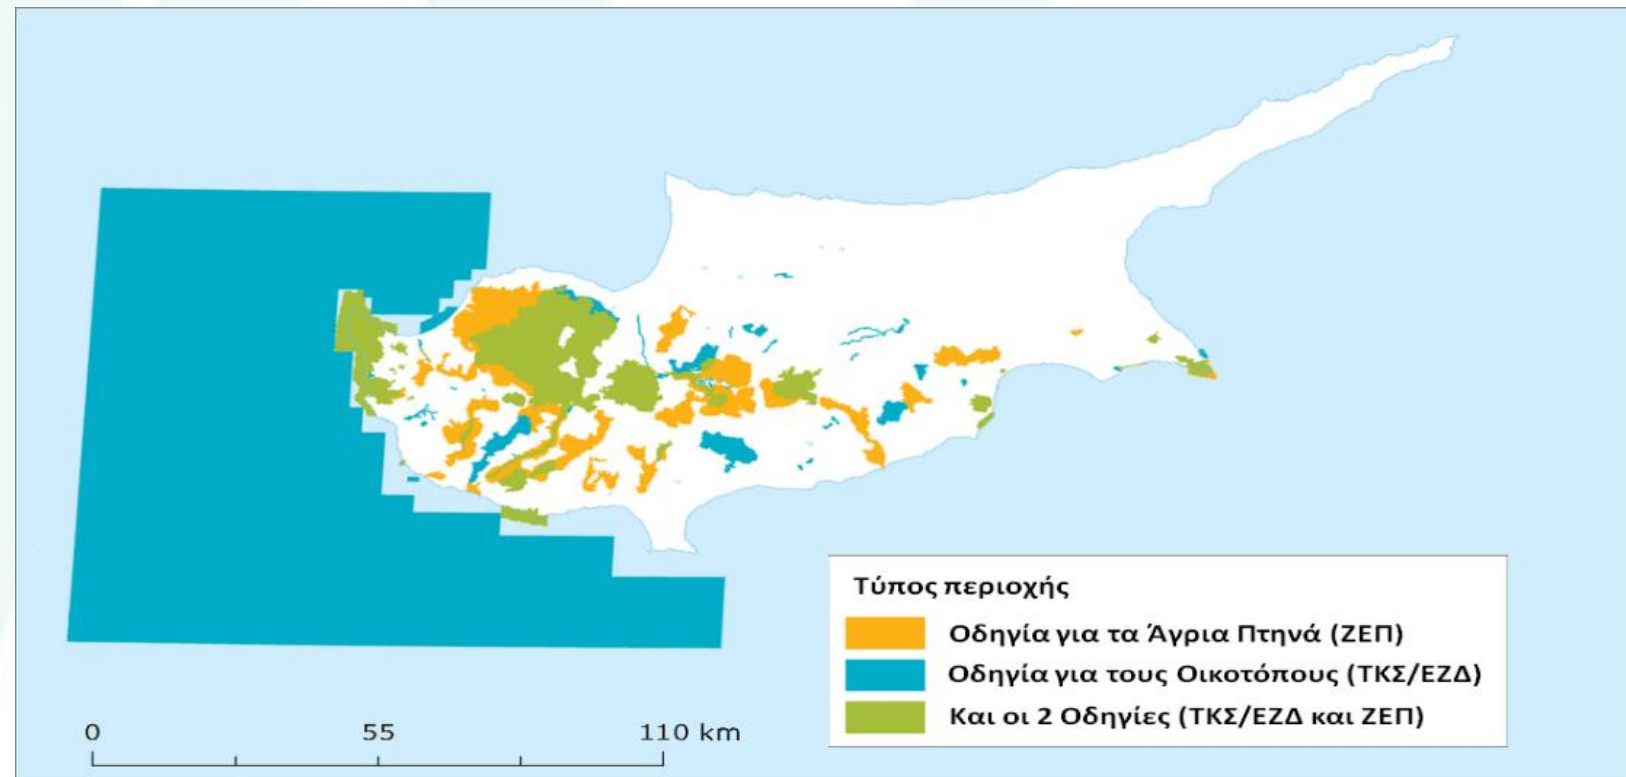 Τύπος περιοχής
Οδηγία για τα Άγρια Πτηνά (ΖΕΠ)
Οδηγία για τους Οικοτόπους (ΤΚΣ/ΕΖΔ)
Και οι 2 Οδηγίες (ΤΚΣ/ΕΖΔ και ΖΕΠ)
0 55 110 km